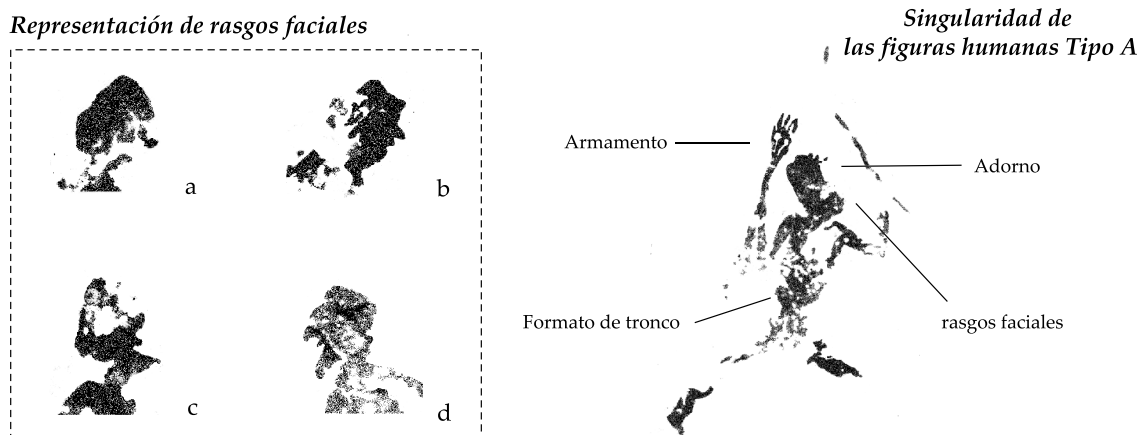 Representación de rasgos faciales
a
b
c
d
Singularidad de
las figuras humanas Tipo A
Armamento
Adorno
Formato de tronco
rasgos faciales